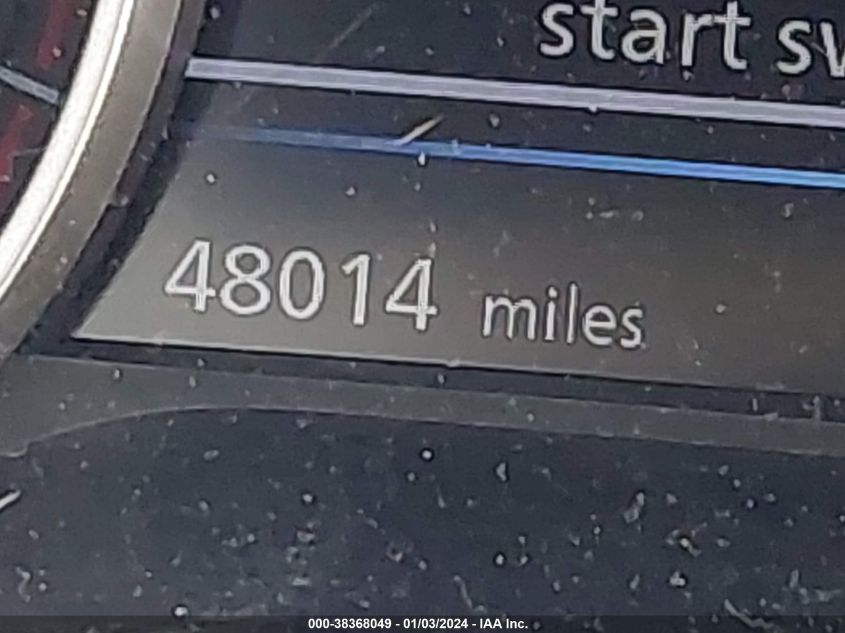 start
48014 miles
000-38368049 - 01/03/2024 - IAA Inc.